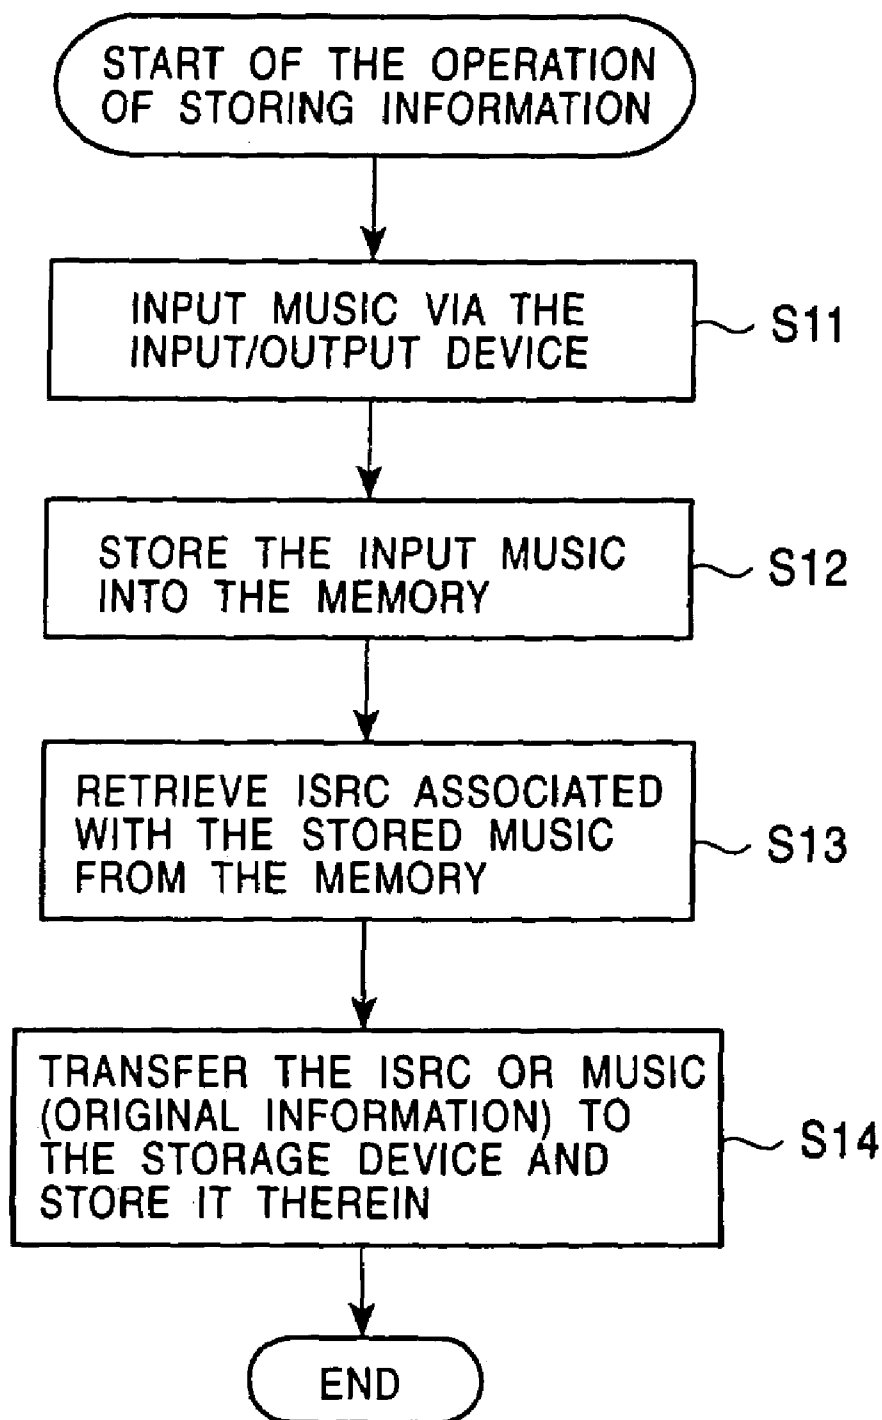 START OF THE OPERATION
OF STORING INFORMATION
INPUT MUSIC VIA THE
INPUT/OUTPUT DEVICE
S11
STORE THE INPUT MUSIC
INTO THE MEMORY
S12
RETRIEVE ISRC ASSOCIATED
WITH THE STORED MUSIC
FROM THE MEMORY
S13
TRANSFER THE ISRC OR MUSIC
(ORIGINAL INFORMATION) TO
THE STORAGE DEVICE AND
STORE IT THEREIN
S14
END